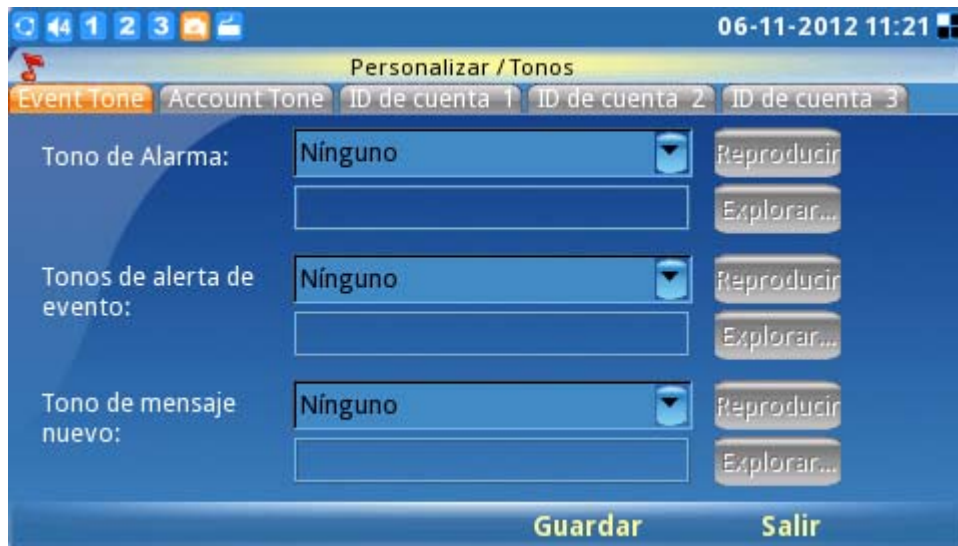 4 1 2 3 06-11-2012 11:21
Personalizar / Tonos
Event Tone Account Tone ID de cuenta 1 ID de cuenta 2 ID de cuenta 3
Tono de Alarma: Nínguno Reproducir
Explorar...
Tonos de alerta de evento: Nínguno Reproducir
Explorar...
Tono de mensaje nuevo: Nínguno Reproducir
Explorar...
Guardar Salir